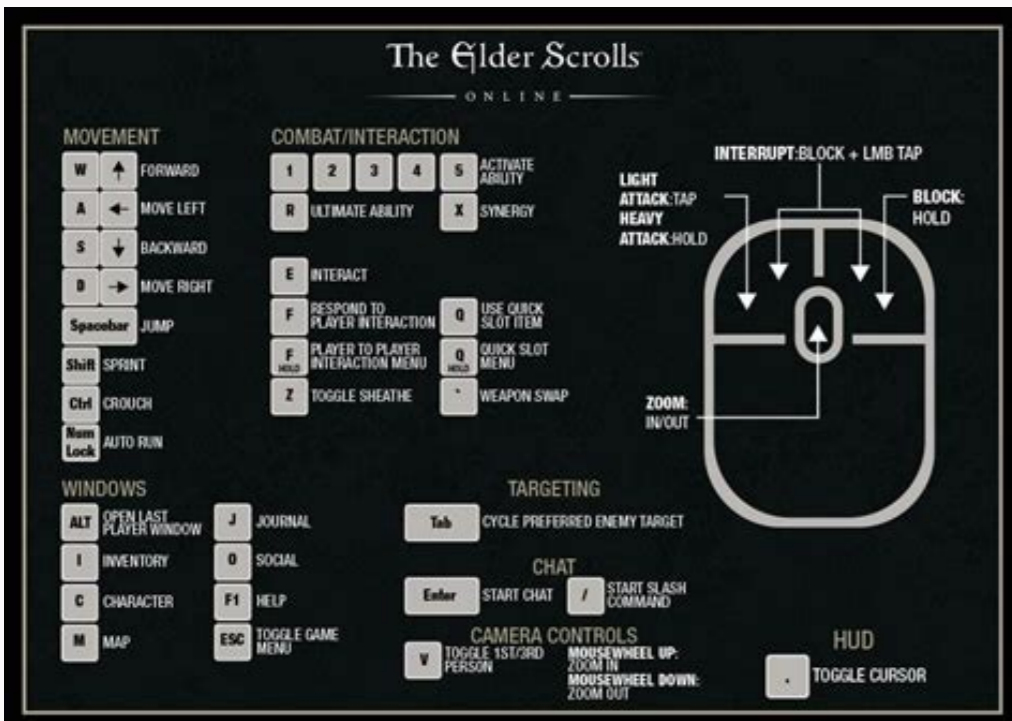 The Elder Scrolls
ONLINE
MOVEMENT
W ↑ FORWARD
A ← MOVE LEFT
S ↓ BACKWARD
D → MOVE RIGHT
Spacebar JUMP
Shift SPRINT
Ctrl CROUCH
Num
Lock AUTO RUN
COMBAT/INTERACTION
1 2 3 4 5 ACTIVATE
ABILITY
R ULTIMATE ABILITY
X SYNERGY
E INTERACT
F RESPOND TO
PLAYER INTERACTION
Q USE QUICK
SLOT ITEM
F HOLD PLAYER TO PLAYER
INTERACTION MENU
Q HOLD QUICK SLOT
MENU
Z TOGGLE SHEATHE
` WEAPON SWAP
INTERRUPT:BLOCK + LMB TAP
LIGHT
ATTACK:TAP
HEAVY
ATTACK:HOLD
BLOCK:
HOLD
ZOOM:
IN/OUT
WINDOWS
ALT OPEN LAST
PLAYER WINDOW
I INVENTORY
C CHARACTER
M MAP
J JOURNAL
O SOCIAL
F1 HELP
ESC TOGGLE GAME
MENU
TARGETING
Tab CYCLE PREFERRED ENEMY TARGET
CHAT
Enter START CHAT
/ START SLASH
COMMAND
CAMERA CONTROLS
V TOGGLE 1ST/3RD
PERSON
MOUSEWHEEL UP:
ZOOM IN
MOUSEWHEEL DOWN:
ZOOM OUT
HUD
. TOGGLE CURSOR